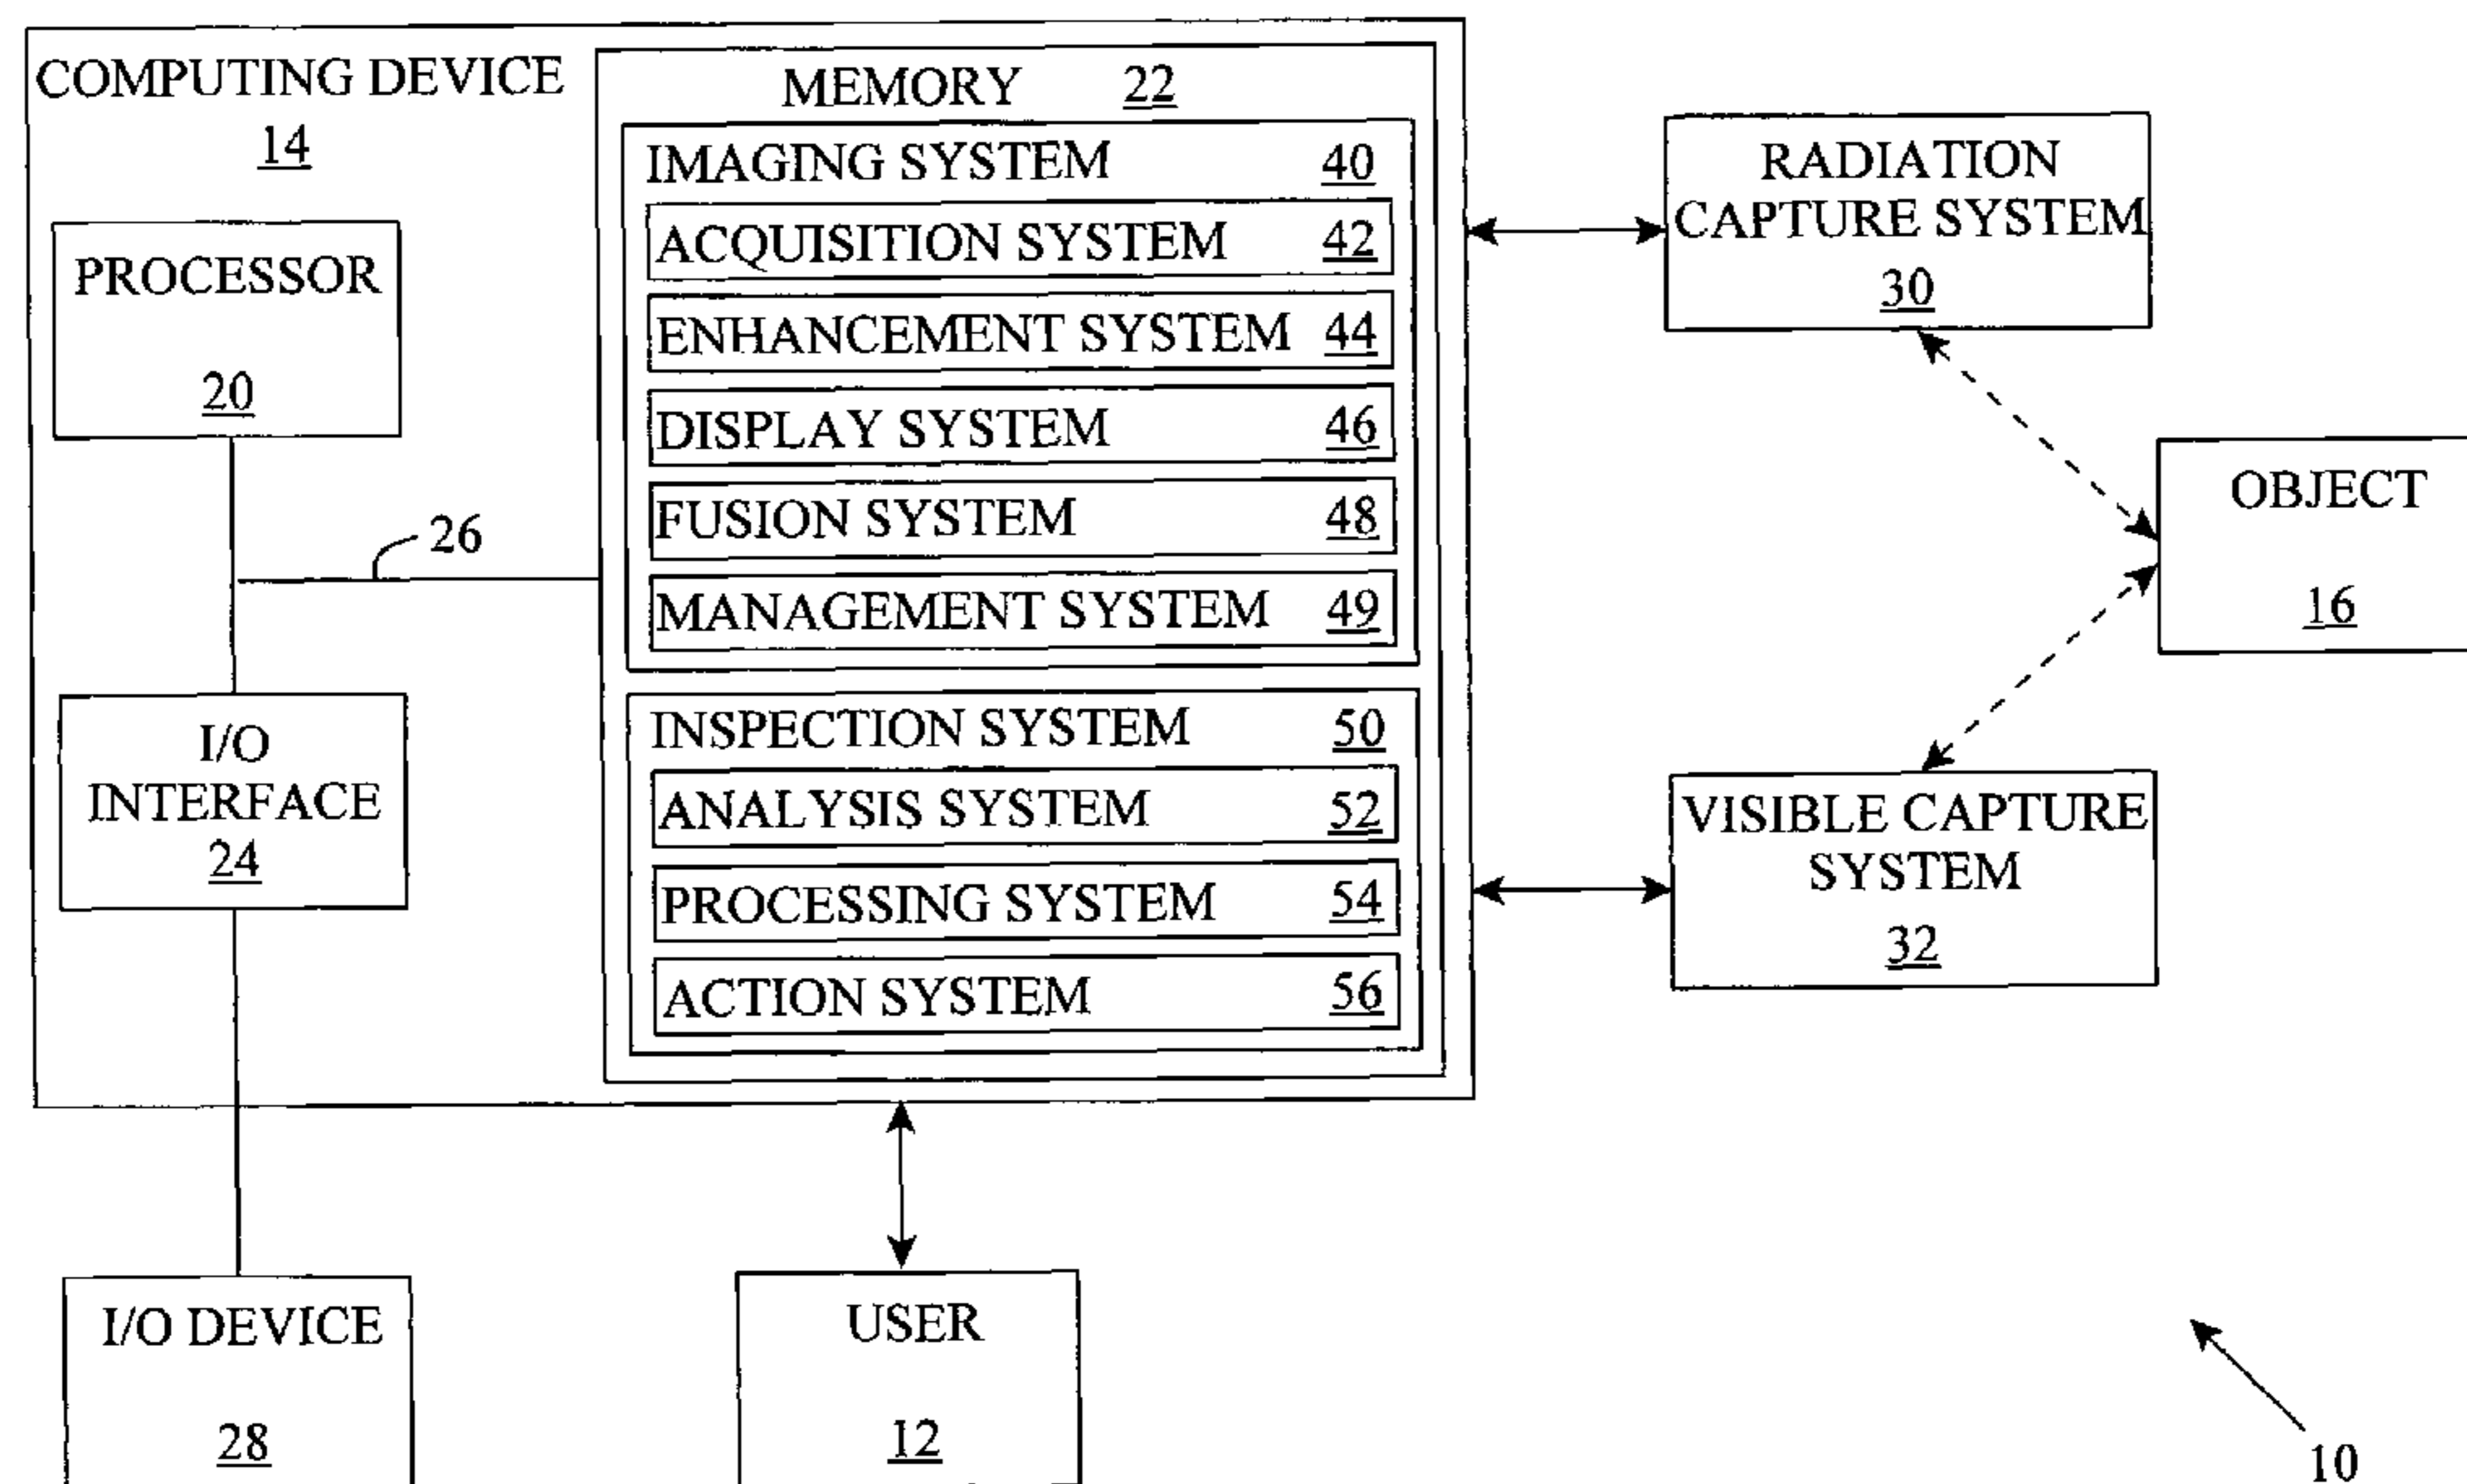 COMPUTING DEVICE
14
PROCESSOR
20
26
I/O
INTERFACE
24
I/O DEVICE
28
MEMORY 22
IMAGING SYSTEM 40
ACQUISITION SYSTEM 42
ENHANCEMENT SYSTEM 44
DISPLAY SYSTEM 46
FUSION SYSTEM 48
MANAGEMENT SYSTEM 49
INSPECTION SYSTEM 50
ANALYSIS SYSTEM 52
PROCESSING SYSTEM 54
ACTION SYSTEM 56
USER
12
RADIATION
CAPTURE SYSTEM
30
OBJECT
16
VISIBLE CAPTURE
SYSTEM
32
10